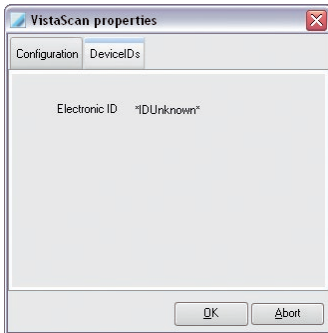 VistaScan properties
Configuration DeviceIDs
Electronic ID *IDUnknown*
OK Abort